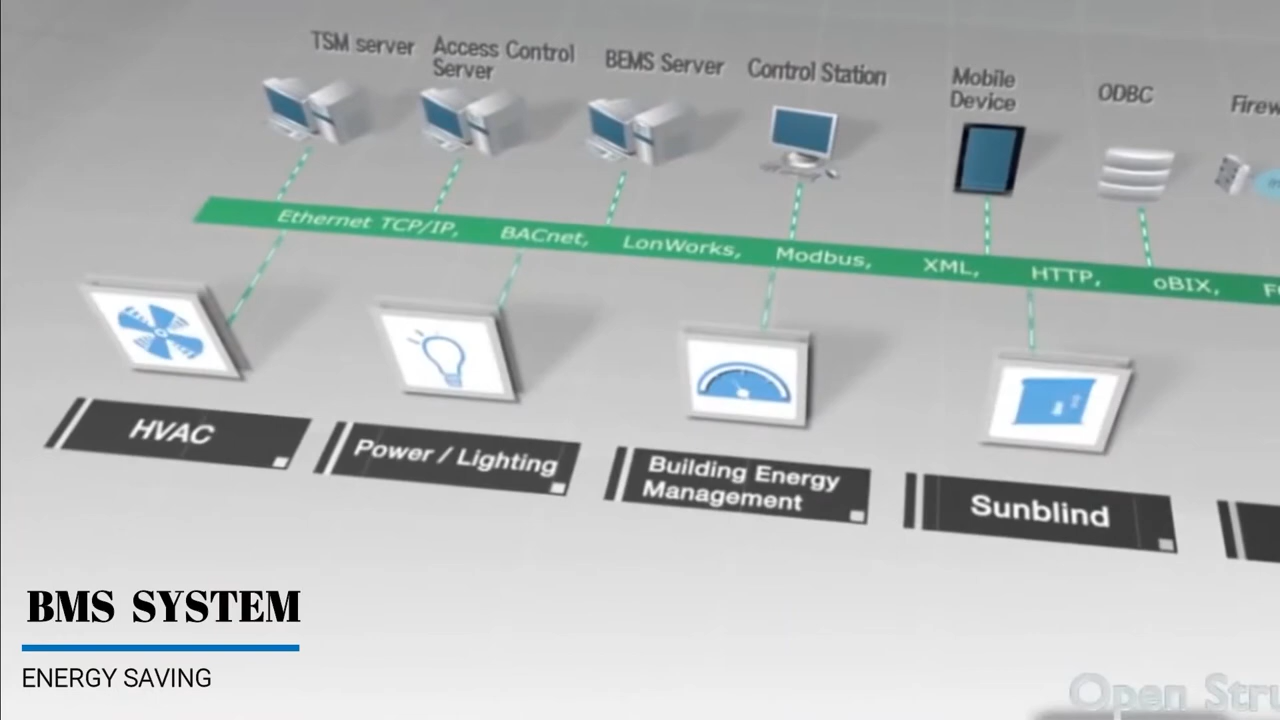 TSM server
Access Control
Server
BEMS Server
Control Station
Mobile
Device
ODBC
Ethernet TCP/IP, BACnet, LonWorks, Modbus, XML, HTTP, oBIX,
HVAC
Power / Lighting
Building Energy
Management
Sunblind
BMS SYSTEM
ENERGY SAVING
Open